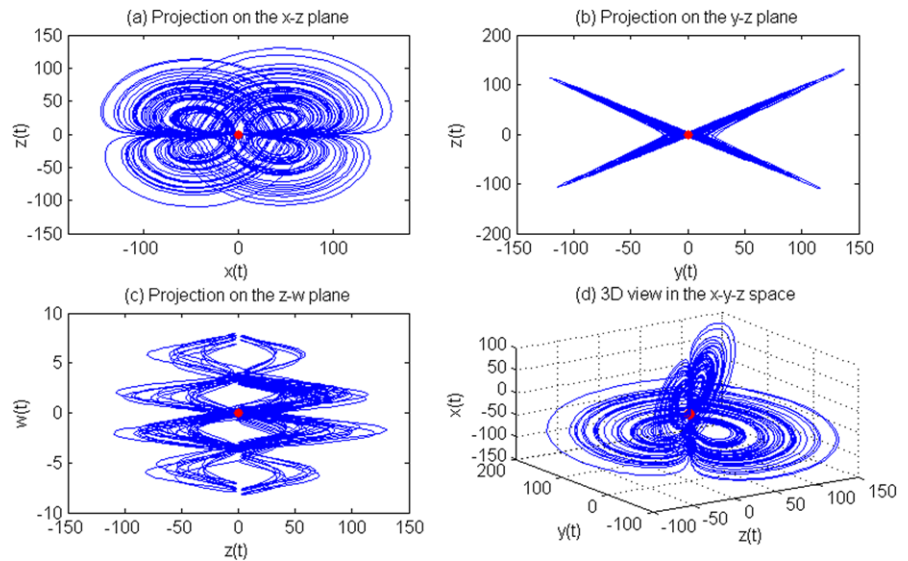 (a) Projection on the x-z plane
150
100
50
0
-50
-100
-150
z(t)
-100 0 100
x(t)
(b) Projection on the y-z plane
200
100
0
-100
-200
z(t)
-150 -100 -50 0 50 100 150
y(t)
(c) Projection on the z-w plane
10
5
0
-5
-10
w(t)
-150 -100 -50 0 50 100 150
z(t)
(d) 3D view in the x-y-z space
100
50
0
-50
-100
-150
x(t)
200
100
0
-100
y(t)
-100
-50
0
50
100
150
z(t)